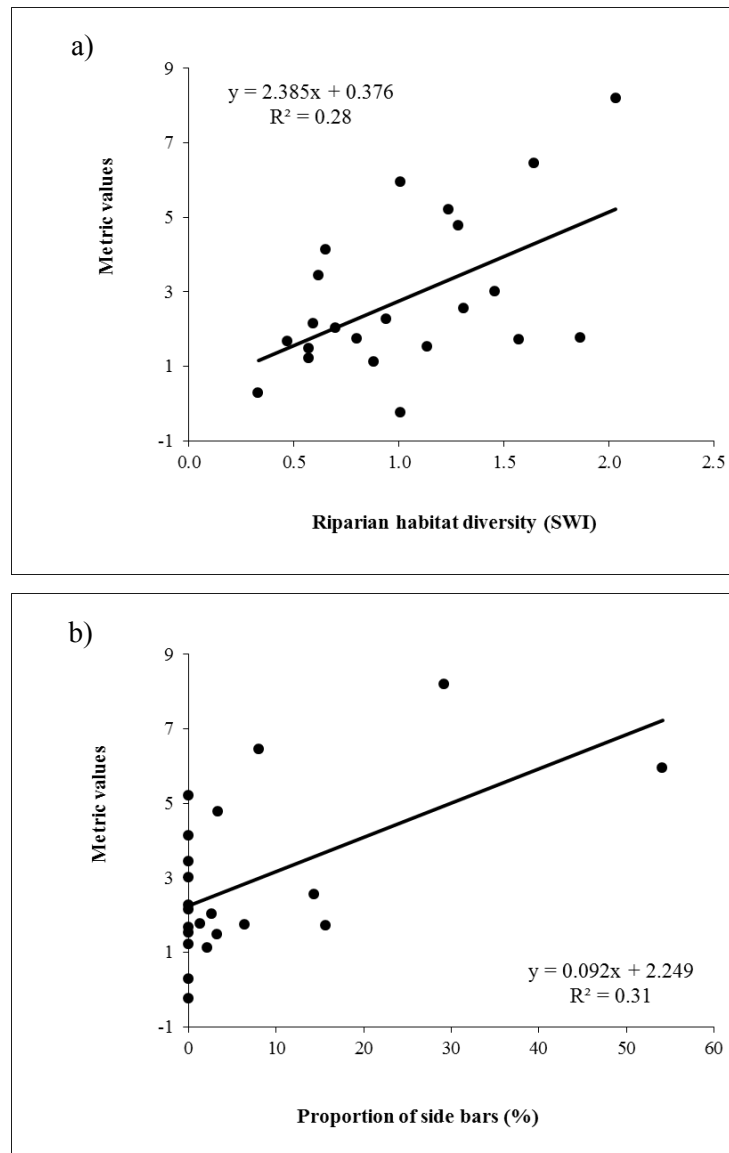 a)
9
7
5
3
1
-1
Metric values
y = 2.385x + 0.376
R² = 0.28
0.0 0.5 1.0 1.5 2.0 2.5
Riparian habitat diversity (SWI)
b)
9
7
5
3
1
-1
Metric values
y = 0.092x + 2.249
R² = 0.31
0 10 20 30 40 50 60
Proportion of side bars (%)